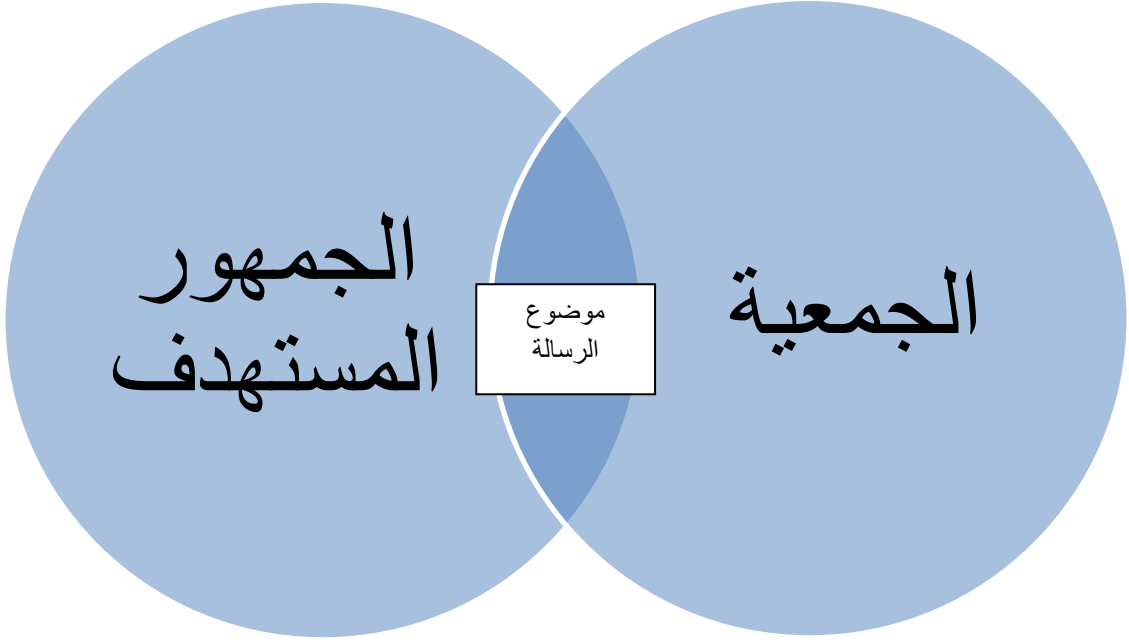 الجمعية
موضوع
الرسالة
الجمهور
المستهدف